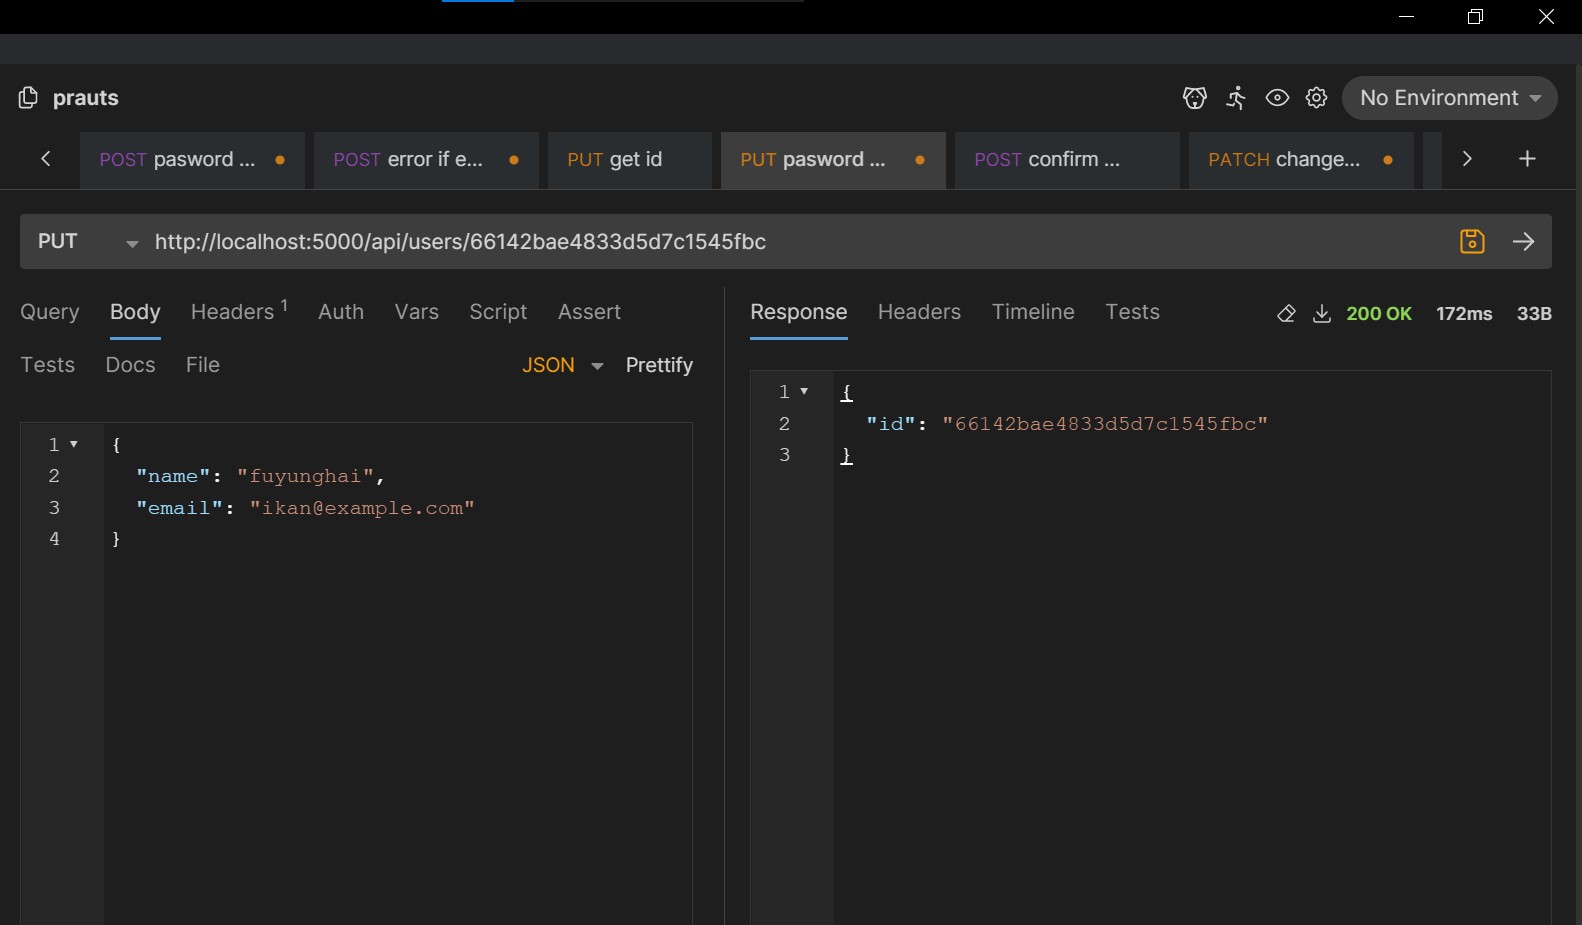 prauts
No Environment
POST pasword ...
POST error if e...
PUT get id
PUT pasword ...
POST confirm ...
PATCH change...
PUT
http://localhost:5000/api/users/66142bae4833d5d7c1545fbc
Query Body Headers 1 Auth Vars Script Assert
Tests Docs File JSON Prettify
1 {
2 "name": "fuyunghai",
3 "email": "ikan@example.com"
4 }
Response Headers Timeline Tests 200 OK 172ms 33B
1 {
2 "id": "66142bae4833d5d7c1545fbc"
3 }